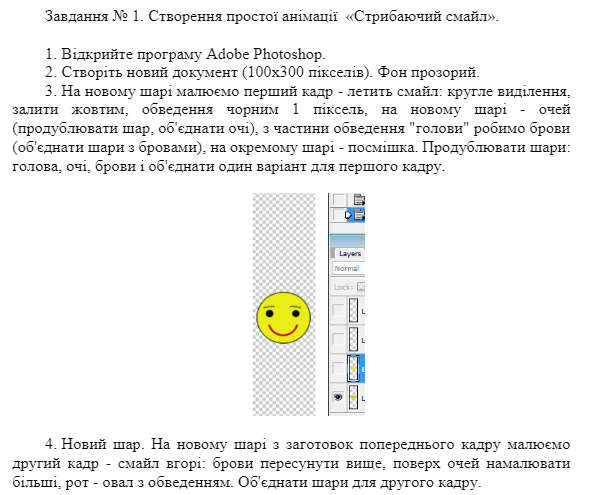 Завдання № 1. Створення простої анімації «Стрибаючий смайл».
1. Відкрийте програму Adobe Photoshop.
2. Створіть новий документ (100х300 пікселів). Фон прозорий.
3. На новому шарі малюємо перший кадр - летить смайл: кругле виділення,
залити жовтим, обведення чорним 1 піксель, на новому шарі - очей
(продублювати шар, об'єднати очі), з частини обведення "голови" робимо брови
(об'єднати шари з бровами), на окремому шарі - посмішка. Продублювати шари:
голова, очі, брови і об'єднати один варіант для першого кадру.
Layers
Normal
Lock:
4. Новий шар. На новому шарі з заготовок попереднього кадру малюємо
другий кадр - смайл вгорі: брови пересунути вище, поверх очей намалювати
більші, рот - овал з обведенням. Об'єднати шари для другого кадру.